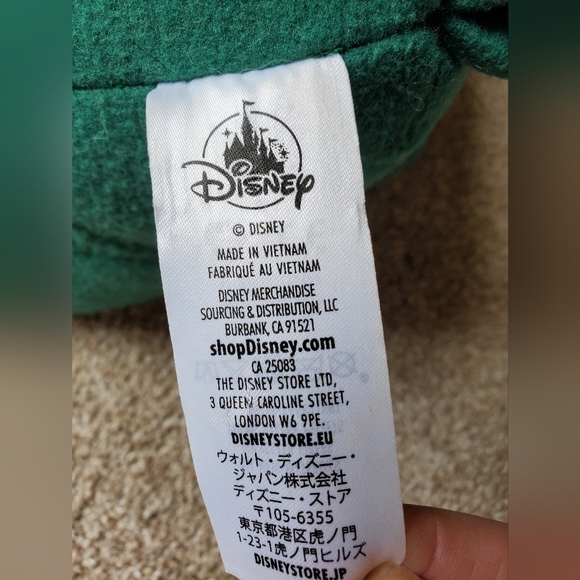 Disney
© DISNEY
MADE IN VIETNAM
FABRIQUÉ AU VIETNAM
DISNEY MERCHANDISE
SOURCING & DISTRIBUTION, LLC
BURBANK, CA 91521
shopDisney.com
CA 25083
THE DISNEY STORE LTD,
3 QUEEN CAROLINE STREET,
LONDON W6 9PE.
DISNEYSTORE.EU
ウォルト・ディズニー・
ジャパン株式会社
ディズニー・ストア
〒105-6355
東京都港区虎ノ門
1-23-1虎ノ門ヒルズ
DISNEYSTORE.JP